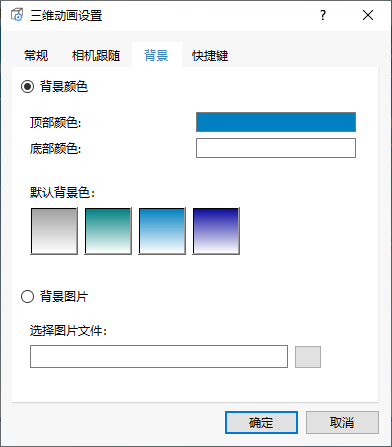 三维动画设置
?
常规 相机跟随 背景 快捷键
背景颜色
顶部颜色:
底部颜色:
默认背景色:
背景图片
选择图片文件:
确定 取消